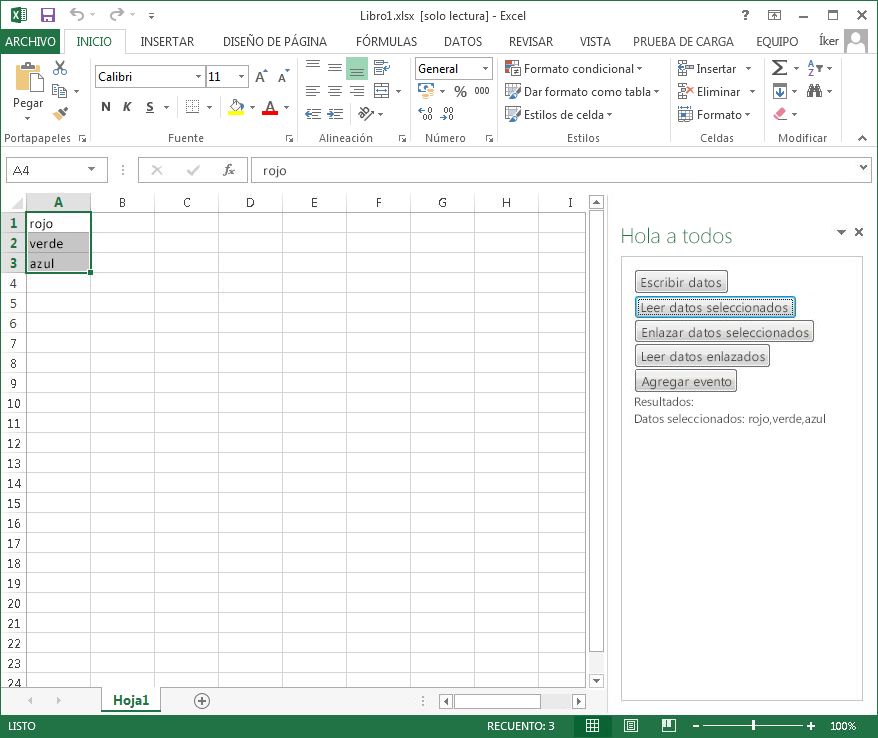 Libro1.xlsx [solo lectura] - Excel
?
ARCHIVO INICIO INSERTAR DISEÑO DE PÁGINA FÓRMULAS DATOS REVISAR VISTA PRUEBA DE CARGA EQUIPO Íker
Pegar
Calibri 11
N K S
General
% 000
Formato condicional
Dar formato como tabla
Estilos de celda
Insertar
Eliminar
Formato
Portapapeles Fuente Alineación Número Estilos Celdas Modificar
A4 fx rojo
A B C D E F G H I
1 rojo
2 verde
3 azul
4
5
6
7
8
9
10
11
12
13
14
15
16
17
18
19
20
21
22
23
24
Hola a todos
Escribir datos
Leer datos seleccionados
Enlazar datos seleccionados
Leer datos enlazados
Agregar evento
Resultados:
Datos seleccionados: rojo,verde,azul
Hoja1
LISTO RECUENTO: 3 100%